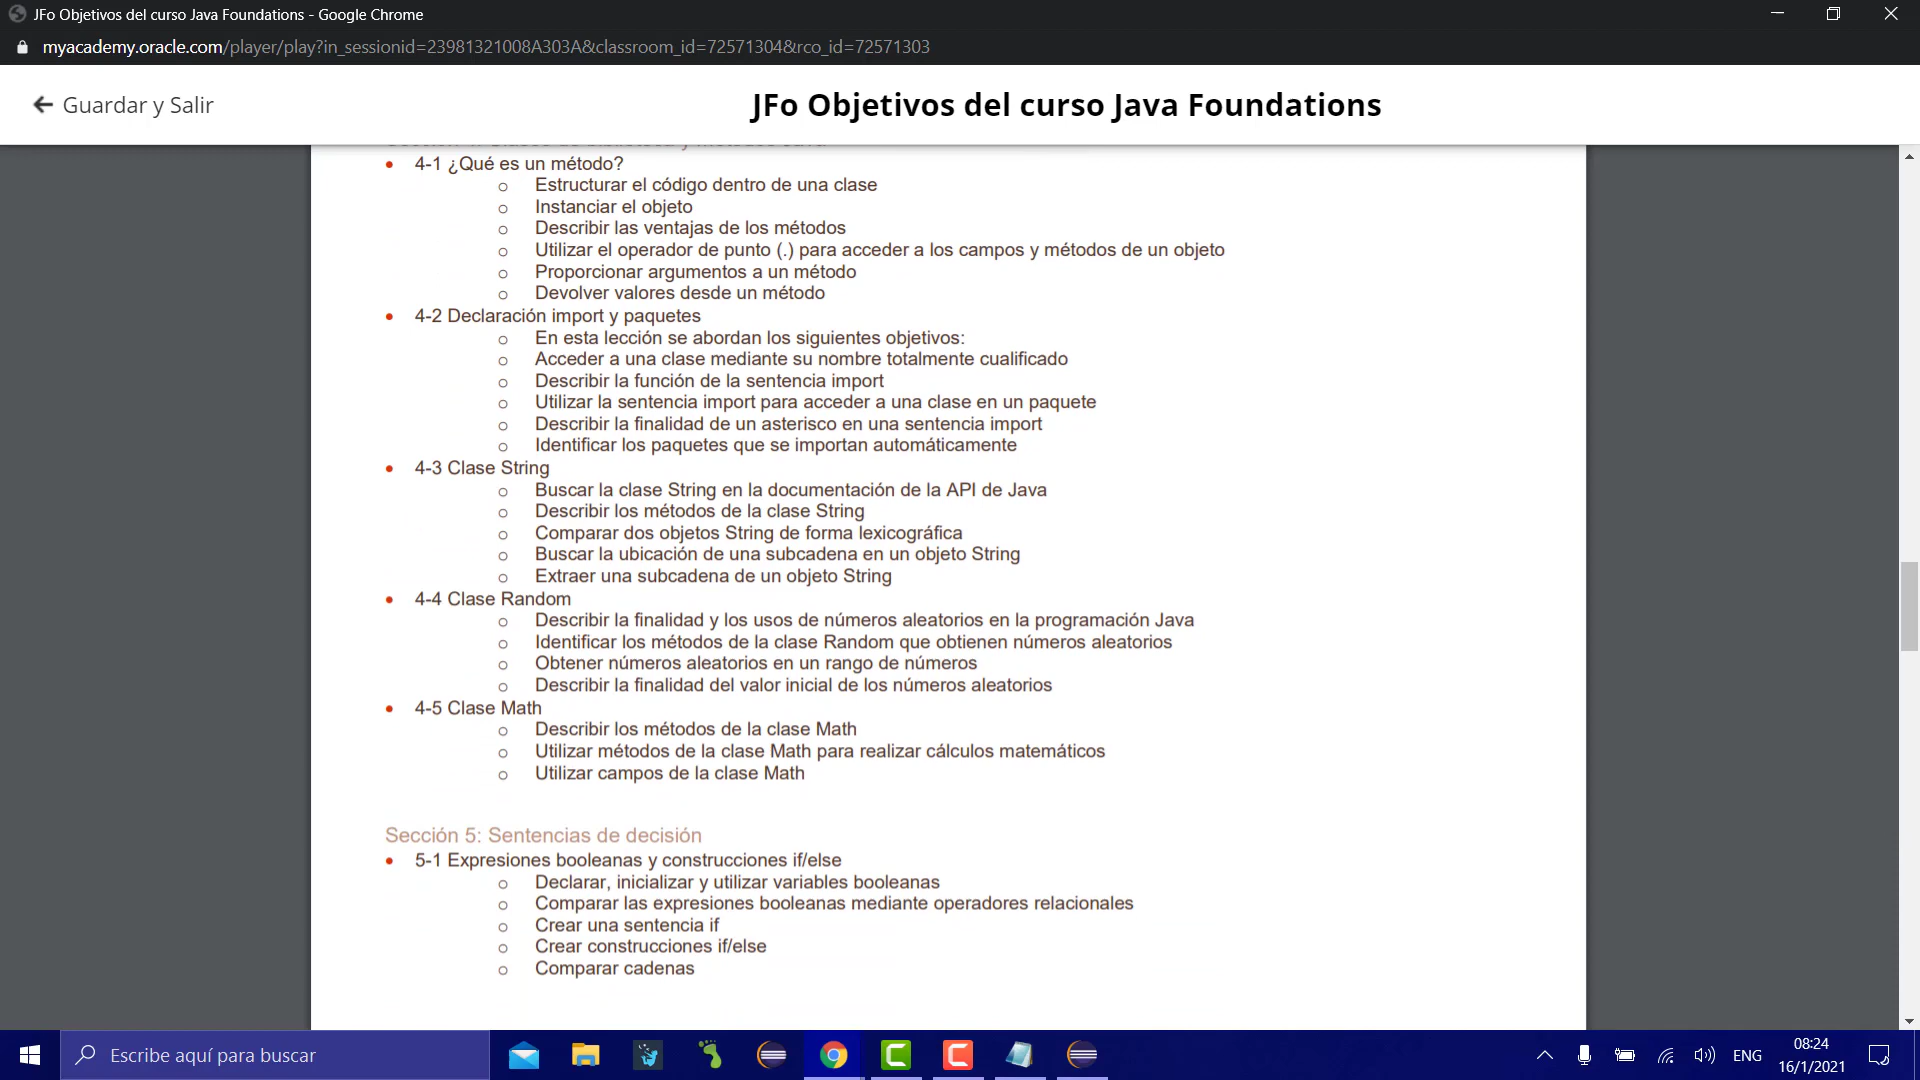 JFo Objetivos del curso Java Foundations - Google Chrome
myacademy.oracle.com/player/play?in_sessionid=23981321008A303A&classroom_id=72571304&rco_id=72571303
Guardar y Salir
JFo Objetivos del curso Java Foundations
4-1 ¿Qué es un método?
Estructurar el código dentro de una clase
Instanciar el objeto
Describir las ventajas de los métodos
Utilizar el operador de punto (.) para acceder a los campos y métodos de un objeto
Proporcionar argumentos a un método
Devolver valores desde un método
4-2 Declaración import y paquetes
En esta lección se abordan los siguientes objetivos:
Acceder a una clase mediante su nombre totalmente cualificado
Describir la función de la sentencia import
Utilizar la sentencia import para acceder a una clase en un paquete
Describir la finalidad de un asterisco en una sentencia import
Identificar los paquetes que se importan automáticamente
4-3 Clase String
Buscar la clase String en la documentación de la API de Java
Describir los métodos de la clase String
Comparar dos objetos String de forma lexicográfica
Buscar la ubicación de una subcadena en un objeto String
Extraer una subcadena de un objeto String
4-4 Clase Random
Describir la finalidad y los usos de números aleatorios en la programación Java
Identificar los métodos de la clase Random que obtienen números aleatorios
Obtener números aleatorios en un rango de números
Describir la finalidad del valor inicial de los números aleatorios
4-5 Clase Math
Describir los métodos de la clase Math
Utilizar métodos de la clase Math para realizar cálculos matemáticos
Utilizar campos de la clase Math
Sección 5: Sentencias de decisión
5-1 Expresiones booleanas y construcciones if/else
Declarar, inicializar y utilizar variables booleanas
Comparar las expresiones booleanas mediante operadores relacionales
Crear una sentencia if
Crear construcciones if/else
Comparar cadenas
Escribe aquí para buscar
ENG
08:24
16/1/2021